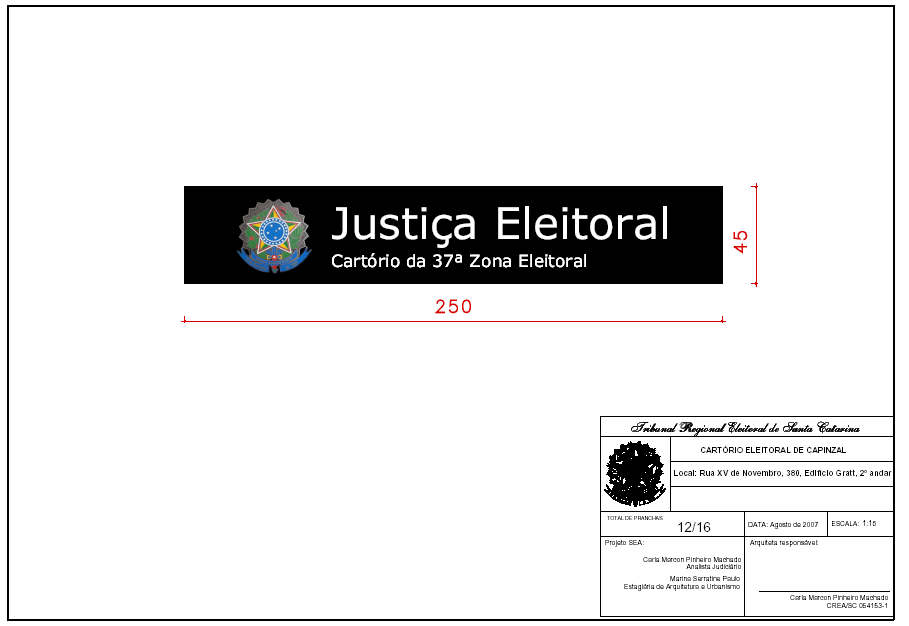 Justiça Eleitoral
Cartório da 37ª Zona Eleitoral
45
250
Tribunal Regional Eleitoral de Santa Catarina
CARTÓRIO ELEITORAL DE CAPINZAL
Local: Rua XV de Novembro, 380, Edifício Gratt, 2º andar
TOTAL DE PRANCHAS
12/16
DATA: Agosto de 2007
ESCALA: 1:15
Projeto SEA:
Carla Mercon Pinheiro Machado
Analista Judiciário
Marina Serratine Paulo
Estagiária de Arquitetura e Urbanismo
Arquiteta responsável:
Carla Mercon Pinheiro Machado
CREA/SC 054153-1